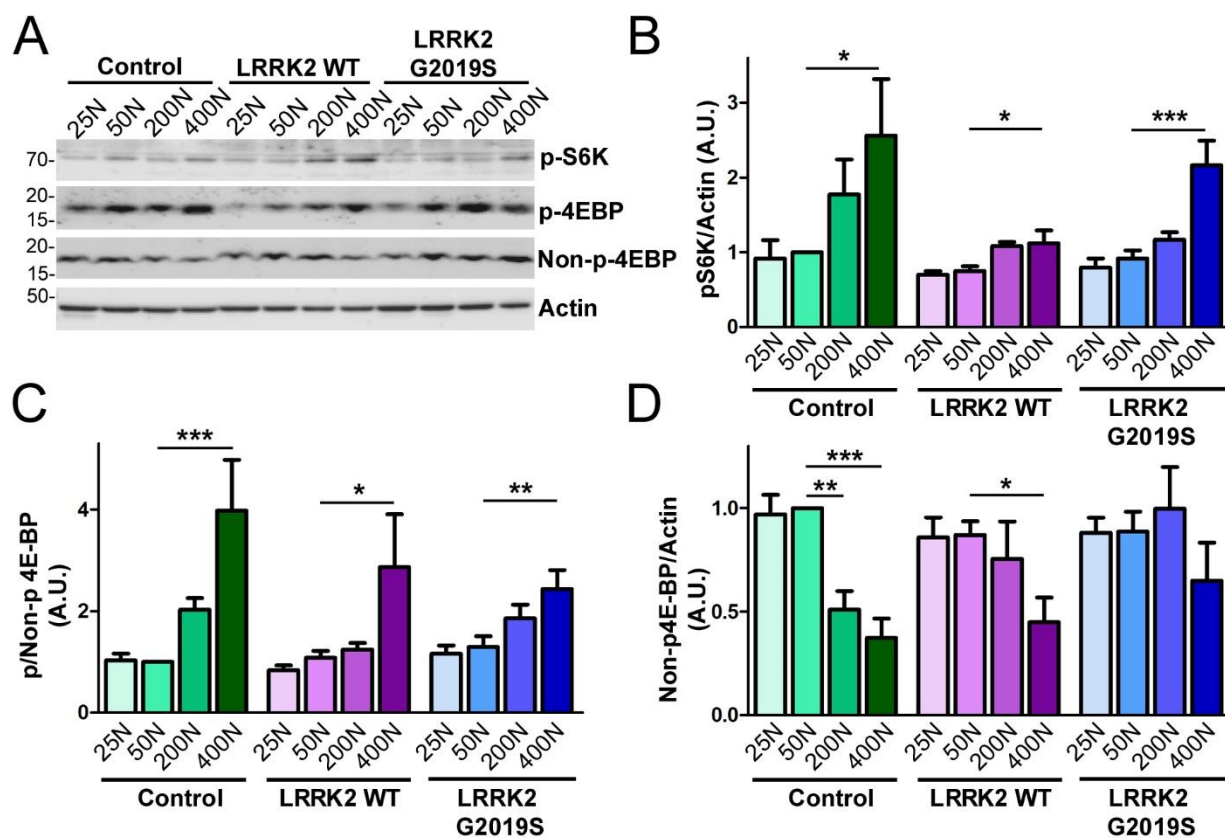 A
Control
LRRK2 WT
LRRK2
G2019S
25N 50N 200N 400N 25N 50N 200N 400N 25N 50N 200N 400N
70-
p-S6K
20-
15-
p-4EBP
20-
15-
Non-p-4EBP
50-
Actin
B
pS6K/Actin (A.U.)
3
2
1
0
* * ***
25N 50N 200N 400N 25N 50N 200N 400N 25N 50N 200N 400N
Control
LRRK2 WT
LRRK2
G2019S
C
p/Non-p 4E-BP
(A.U.)
4
2
0
*** * **
25N 50N 200N 400N 25N 50N 200N 400N 25N 50N 200N 400N
Control
LRRK2 WT
LRRK2
G2019S
D
Non-p4E-BP/Actin
(A.U.)
1.0
0.5
0.0
***
**
*
25N 50N 200N 400N 25N 50N 200N 400N 25N 50N 200N 400N
Control
LRRK2 WT
LRRK2
G2019S